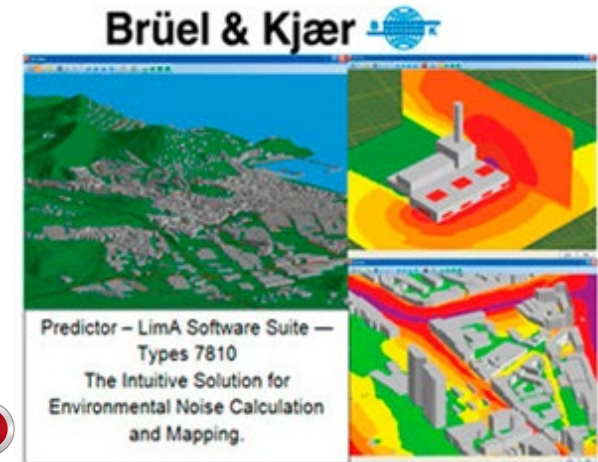 Brüel & Kjær
B K
Predictor – LimA Software Suite —
Types 7810
The Intuitive Solution for
Environmental Noise Calculation
and Mapping.